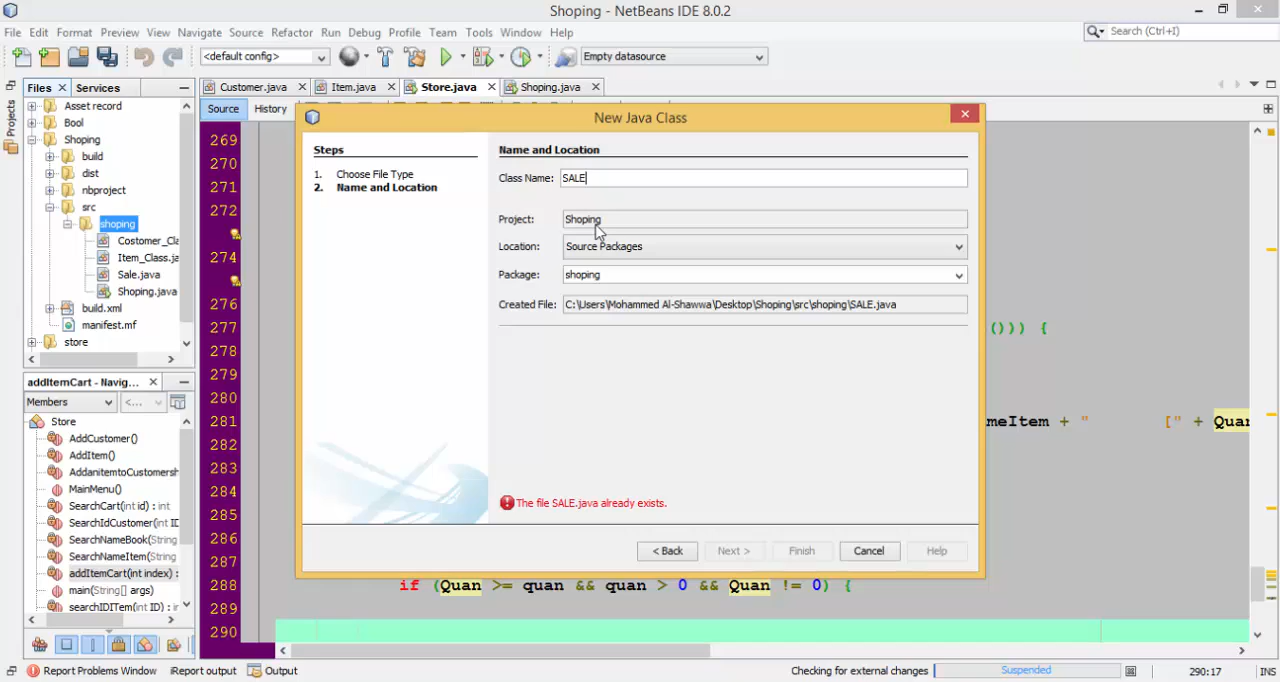 Shoping - NetBeans IDE 8.0.2
File Edit Format Preview View Navigate Source Refactor Run Debug Profile Team Tools Window Help
Search (Ctrl+I)
<default config>
Empty datasource
Files
Services
Customer.java
Item.java
Store.java
Shoping.java
Projects
Source
History
Asset record
Bool
Shoping
build
dist
nbproject
src
shoping
Costomer_Cla
Item_Class.ja
Sale.java
Shoping.java
build.xml
manifest.mf
store
addItemCart - Navig...
Members
<...
Store
AddCustomer()
AddItem()
AddanitemtoCustomersh
MainMenu()
SearchCart(int id) : int
SearchIdCustomer(int ID
SearchNameBook(String
SearchNameItem(String
addItemCart(int index) :
main(String[] args)
searchIDITem(int ID) : int
269
270
271
272
274
276
277
278
279
280
281
282
283
284
285
286
287
288
289
290
New Java Class
Steps
1. Choose File Type
2. Name and Location
Name and Location
Class Name: SALE
Project: Shoping
Location: Source Packages
Package: shoping
Created File: C:\Users\Mohammed Al-Shawwa\Desktop\Shoping\src\shoping\SALE.java
The file SALE.java already exists.
< Back
Next >
Finish
Cancel
Help
())) {
meItem + " [" + Quan
if (Quan >= quan && quan > 0 && Quan != 0) {
Report Problems Window
iReport output
Output
Checking for external changes
Suspended
290:17
INS